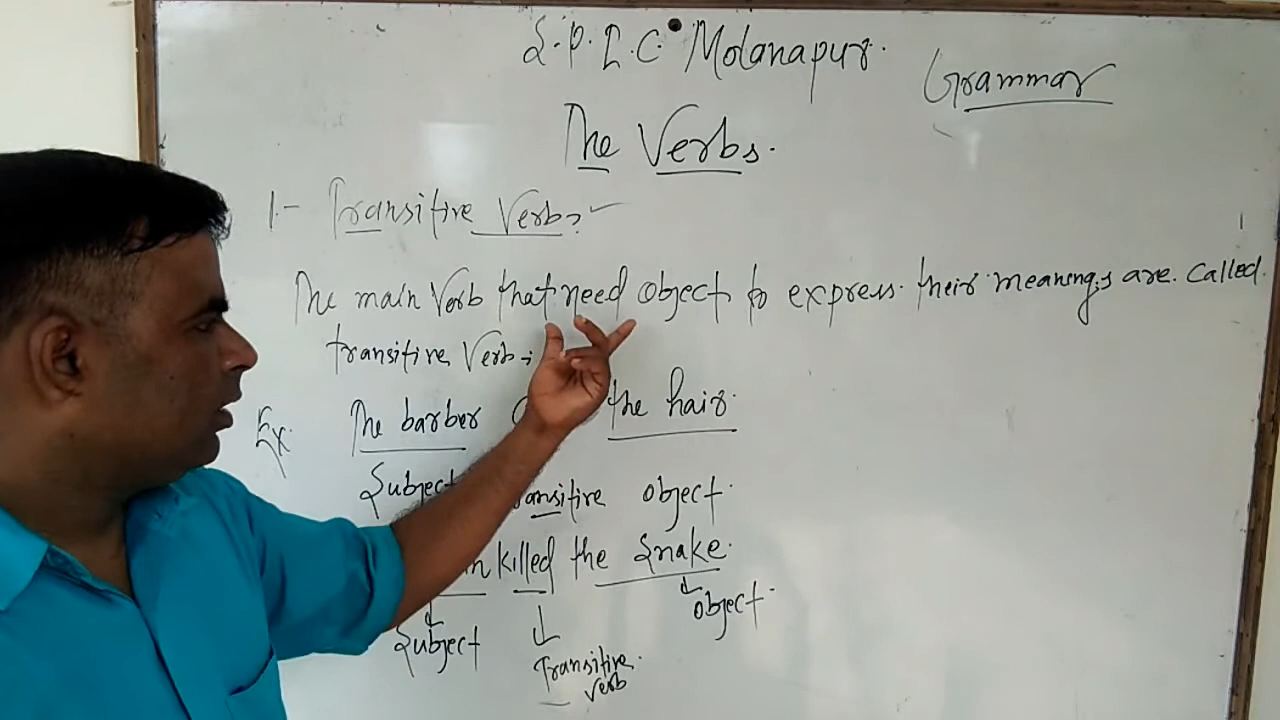 S.P.I.C. Molanapur.
Grammar
The Verbs.
1- Transitive Verb:
The main Verb that need object to express their meanings are called
transitive Verb:
Ex. The barber the hair.
Subject transitive object.
killed the Snake.
Subject object.
Transitive
Verb